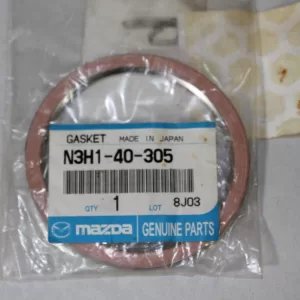 GASKET MADE IN JAPAN
N3H1-40-305
QTY 1 LOT 8J03
mazda GENUINE PARTS